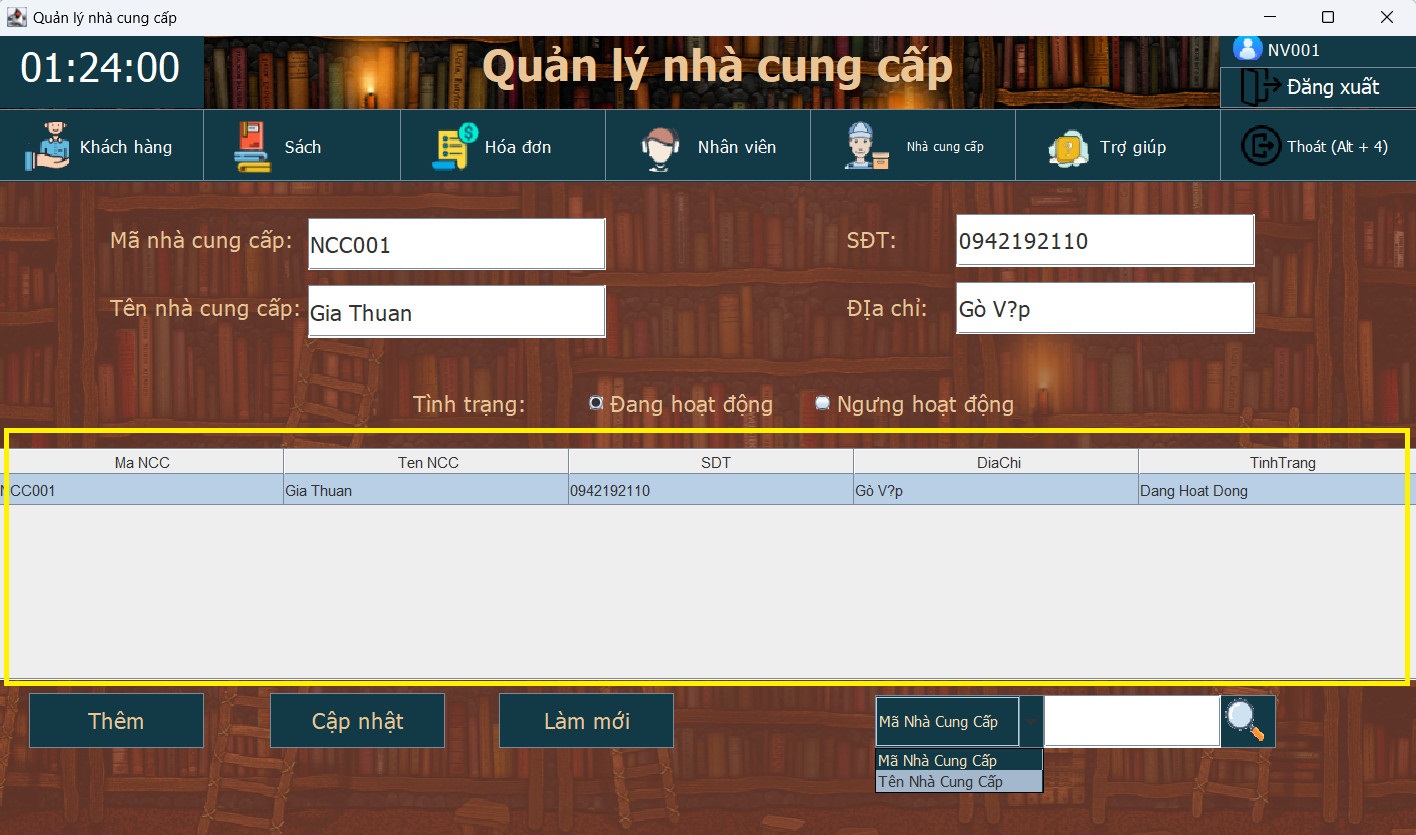 Quản lý nhà cung cấp
01:24:00
Quản lý nhà cung cấp
NV001
Đăng xuất
Khách hàng
Sách
Hóa đơn
Nhân viên
Nhà cung cấp
Trợ giúp
Thoát (Alt + 4)
Mã nhà cung cấp:
NCC001
SĐT:
0942192110
Tên nhà cung cấp:
Gia Thuan
ĐỊa chỉ:
Gò V?p
Tình trạng:
Đang hoạt động
Ngưng hoạt động
Ma NCC
Ten NCC
SDT
DiaChi
TinhTrang
NCC001
Gia Thuan
0942192110
Gò V?p
Dang Hoat Dong
Thêm
Cập nhật
Làm mới
Mã Nhà Cung Cấp
Mã Nhà Cung Cấp
Tên Nhà Cung Cấp